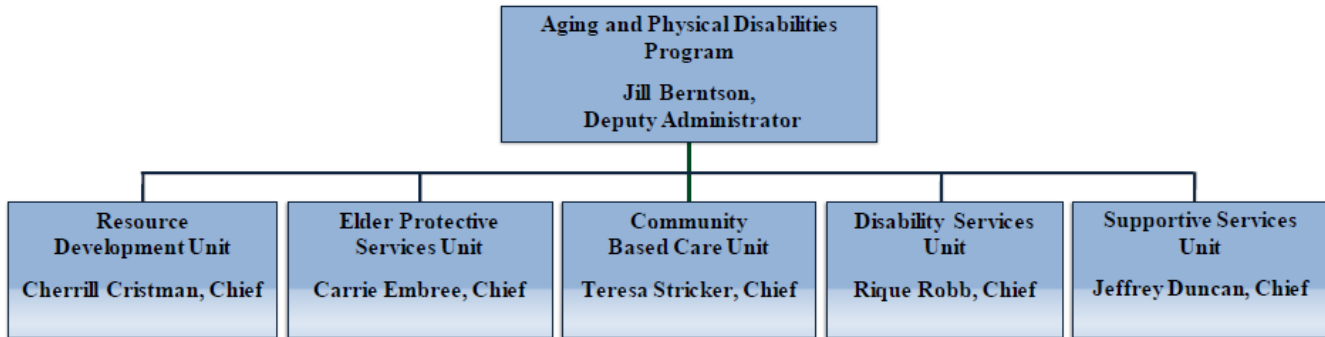 Aging and Physical Disabilities
Program
Jill Berntson,
Deputy Administrator
Resource
Development Unit
Cherrill Cristman, Chief
Elder Protective
Services Unit
Carrie Embree, Chief
Community
Based Care Unit
Teresa Stricker, Chief
Disability Services
Unit
Rique Robb, Chief
Supportive Services
Unit
Jeffrey Duncan, Chief